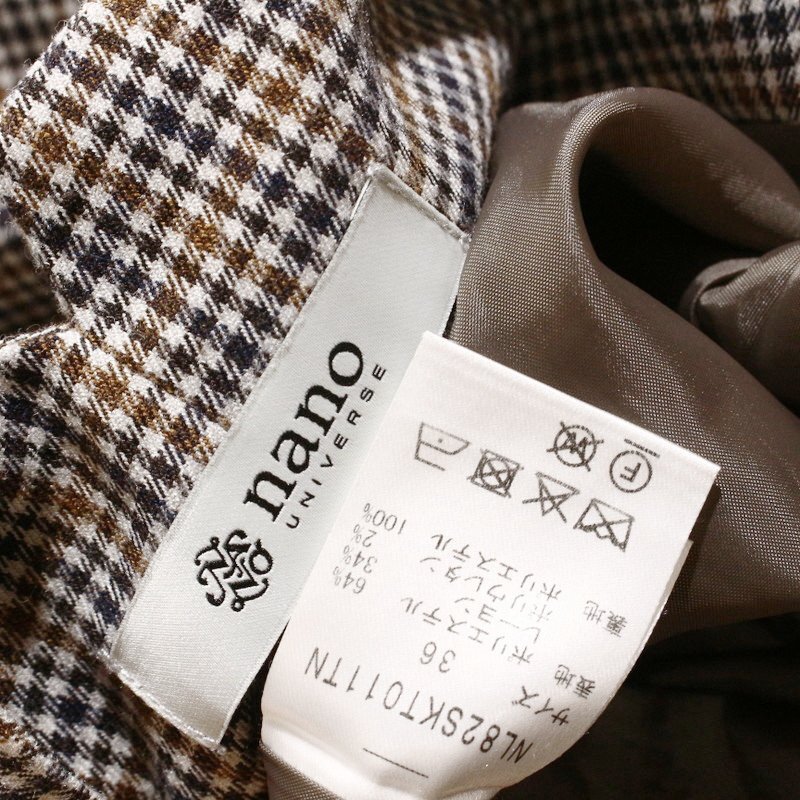 nano
UNIVERSE
NL82SKT011TN
サイズ 36
表地 ポリエステル 64%
レーヨン 34%
ポリウレタン 2%
裏地 ポリエステル 100%
F
W